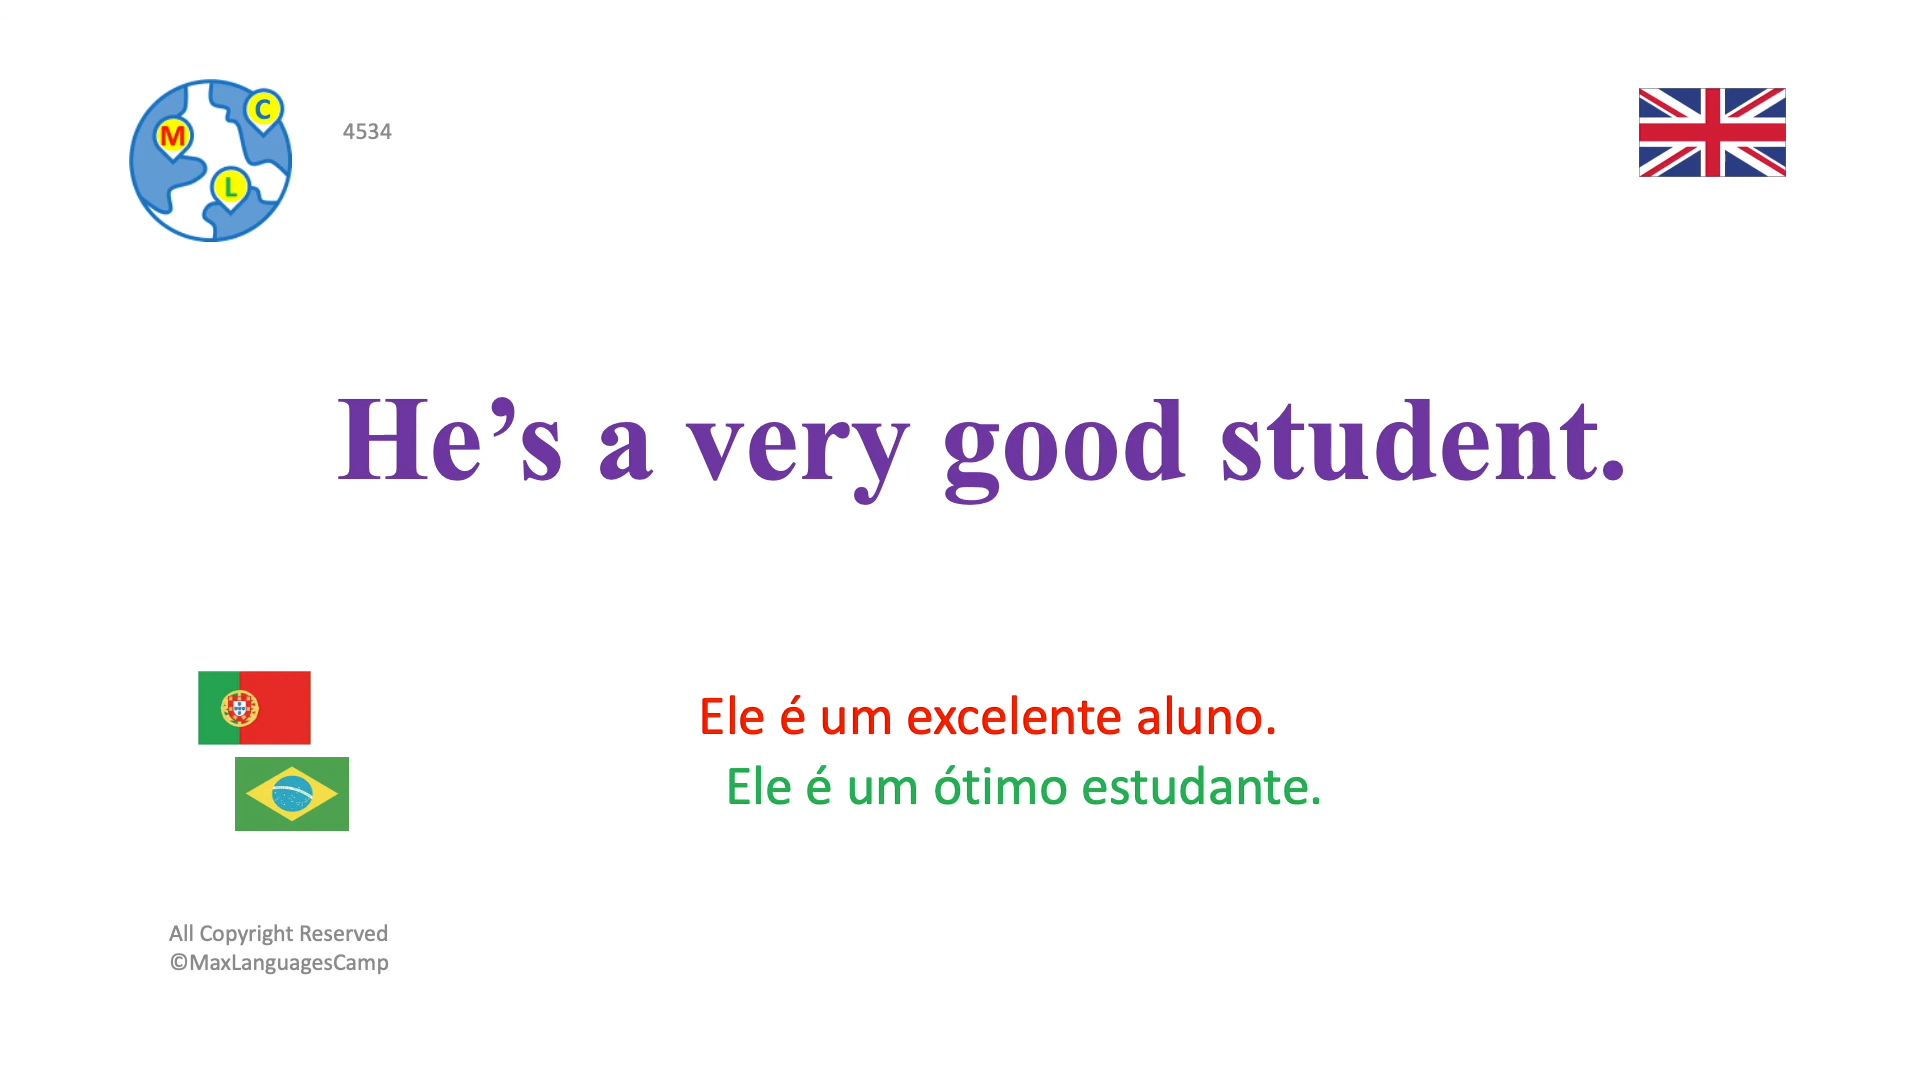 M
C
L
4534
He’s a very good student.
Ele é um excelente aluno.
Ele é um ótimo estudante.
All Copyright Reserved
©MaxLanguagesCamp